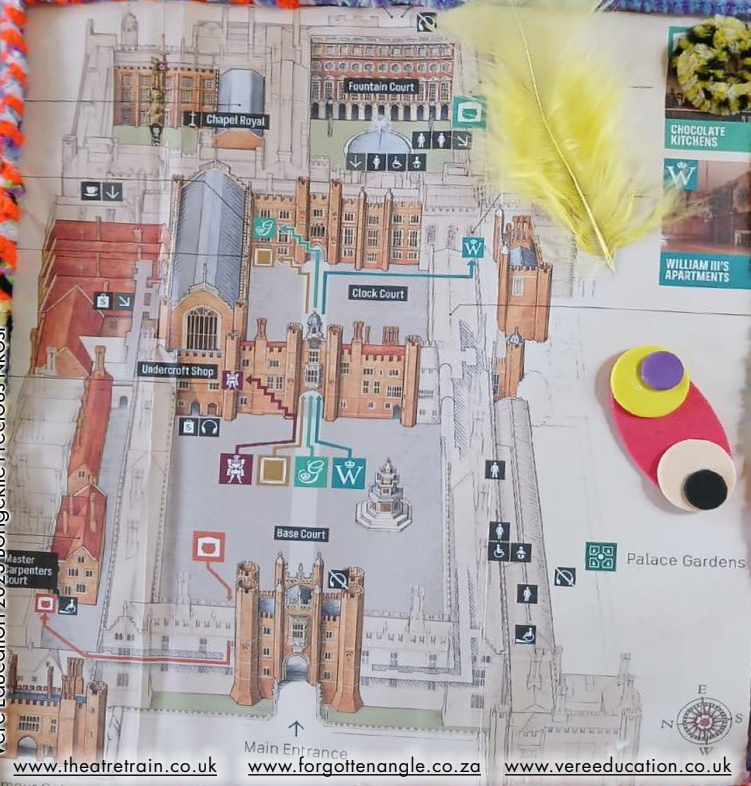 Fountain Court
Chapel Royal
CHOCOLATE
KITCHENS
W
WILLIAM III'S
APARTMENTS
G
W
Clock Court
S
Undercroft Shop
S
G
W
Base Court
Master
Carpenters
Court
Palace Gardens
E
N
S
W
Main Entrance
www.theatretrain.co.uk
www.forgottenangle.co.za
www.vereeducation.co.uk